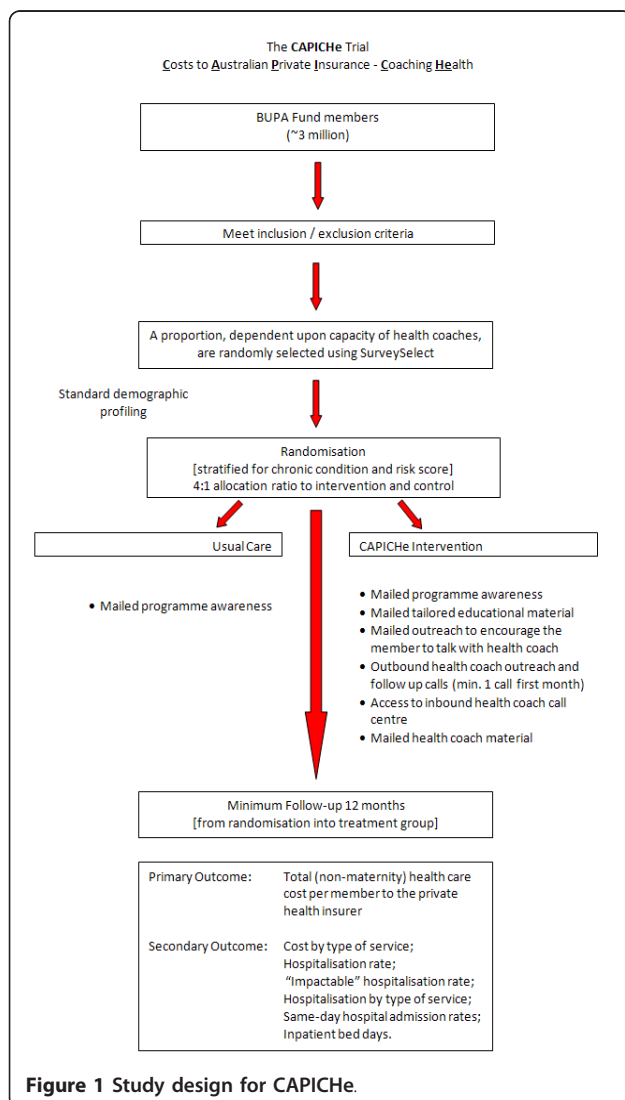 The CAPICHe Trial
Costs to Australian Private Insurance - Coaching Health
BUPA Fund members
(~3 million)
Meet inclusion / exclusion criteria
A proportion, dependent upon capacity of health coaches,
are randomly selected using SurveySelect
Standard demographic
profiling
Randomisation
[stratified for chronic condition and risk score]
4:1 allocation ratio to intervention and control
Usual Care
• Mailed programme awareness
CAPICHe Intervention
• Mailed programme awareness
• Mailed tailored educational material
• Mailed outreach to encourage the
member to talk with health coach
• Outbound health coach outreach and
follow up calls (min. 1 call first month)
• Access to inbound health coach call
centre
• Mailed health coach material
Minimum Follow-up 12 months
[from randomisation into treatment group]
Primary Outcome: Total (non-maternity) health care
cost per member to the private
health insurer
Secondary Outcome: Cost by type of service;
Hospitalisation rate;
“Impactable” hospitalisation rate;
Hospitalisation by type of service;
Same-day hospital admission rates;
Inpatient bed days.
Figure 1 Study design for CAPICHe.